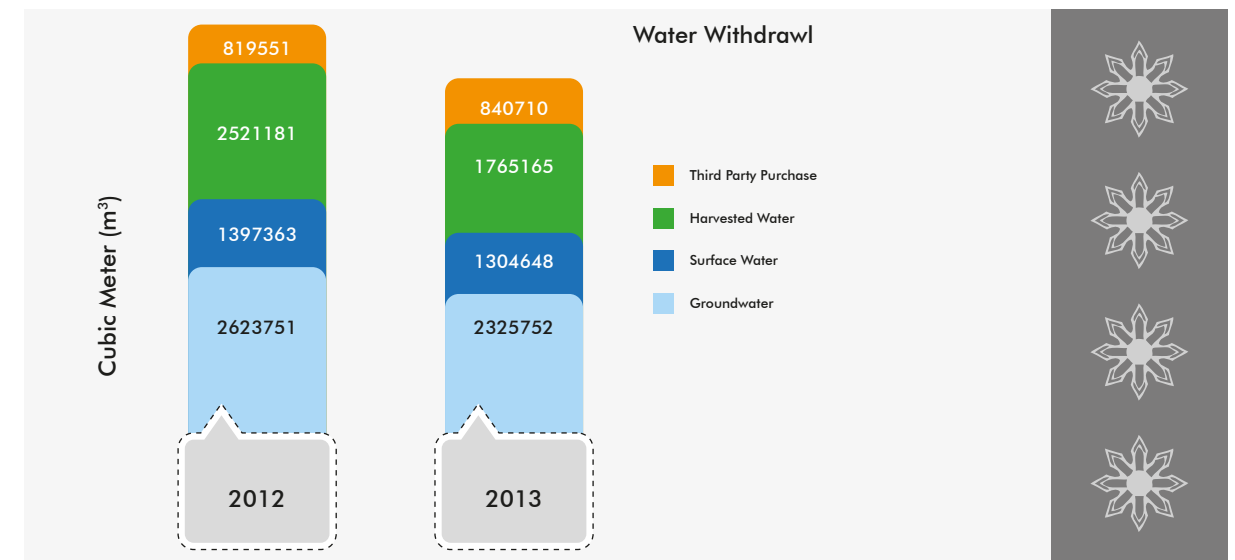 Water Withdrawl
Cubic Meter (m³)
819551
2521181
1397363
2623751
2012
840710
1765165
1304648
2325752
2013
Third Party Purchase
Harvested Water
Surface Water
Groundwater